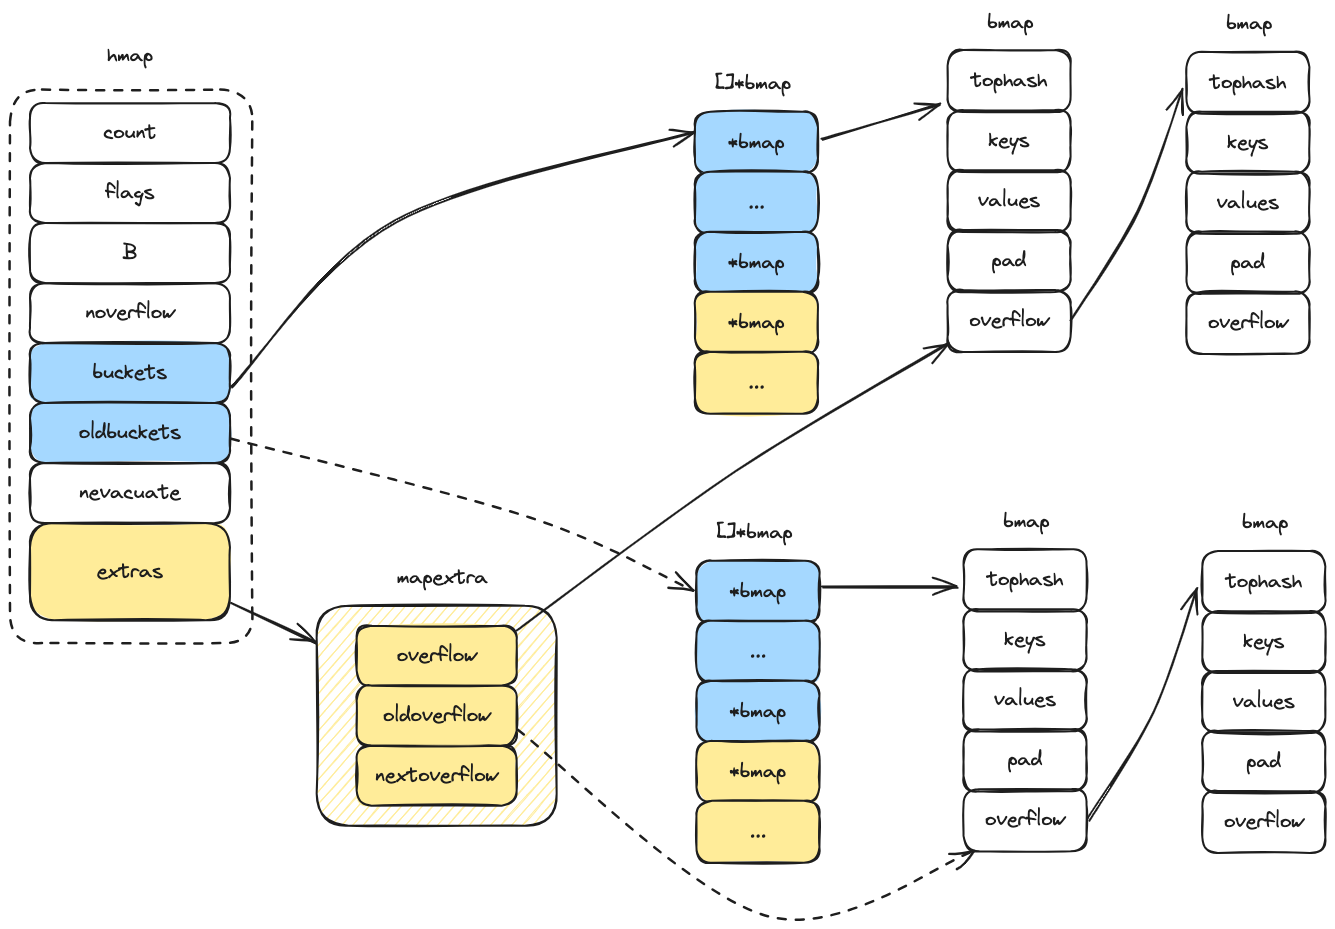 hmap
count
flags
B
noverflow
buckets
oldbuckets
nevacuate
extras
mapextra
overflow
oldoverflow
nextoverflow
[]*bmap
*bmap
...
*bmap
*bmap
...
bmap
tophash
keys
values
pad
overflow
bmap
tophash
keys
values
pad
overflow
[]*bmap
*bmap
...
*bmap
*bmap
...
bmap
tophash
keys
values
pad
overflow
bmap
tophash
keys
values
pad
overflow